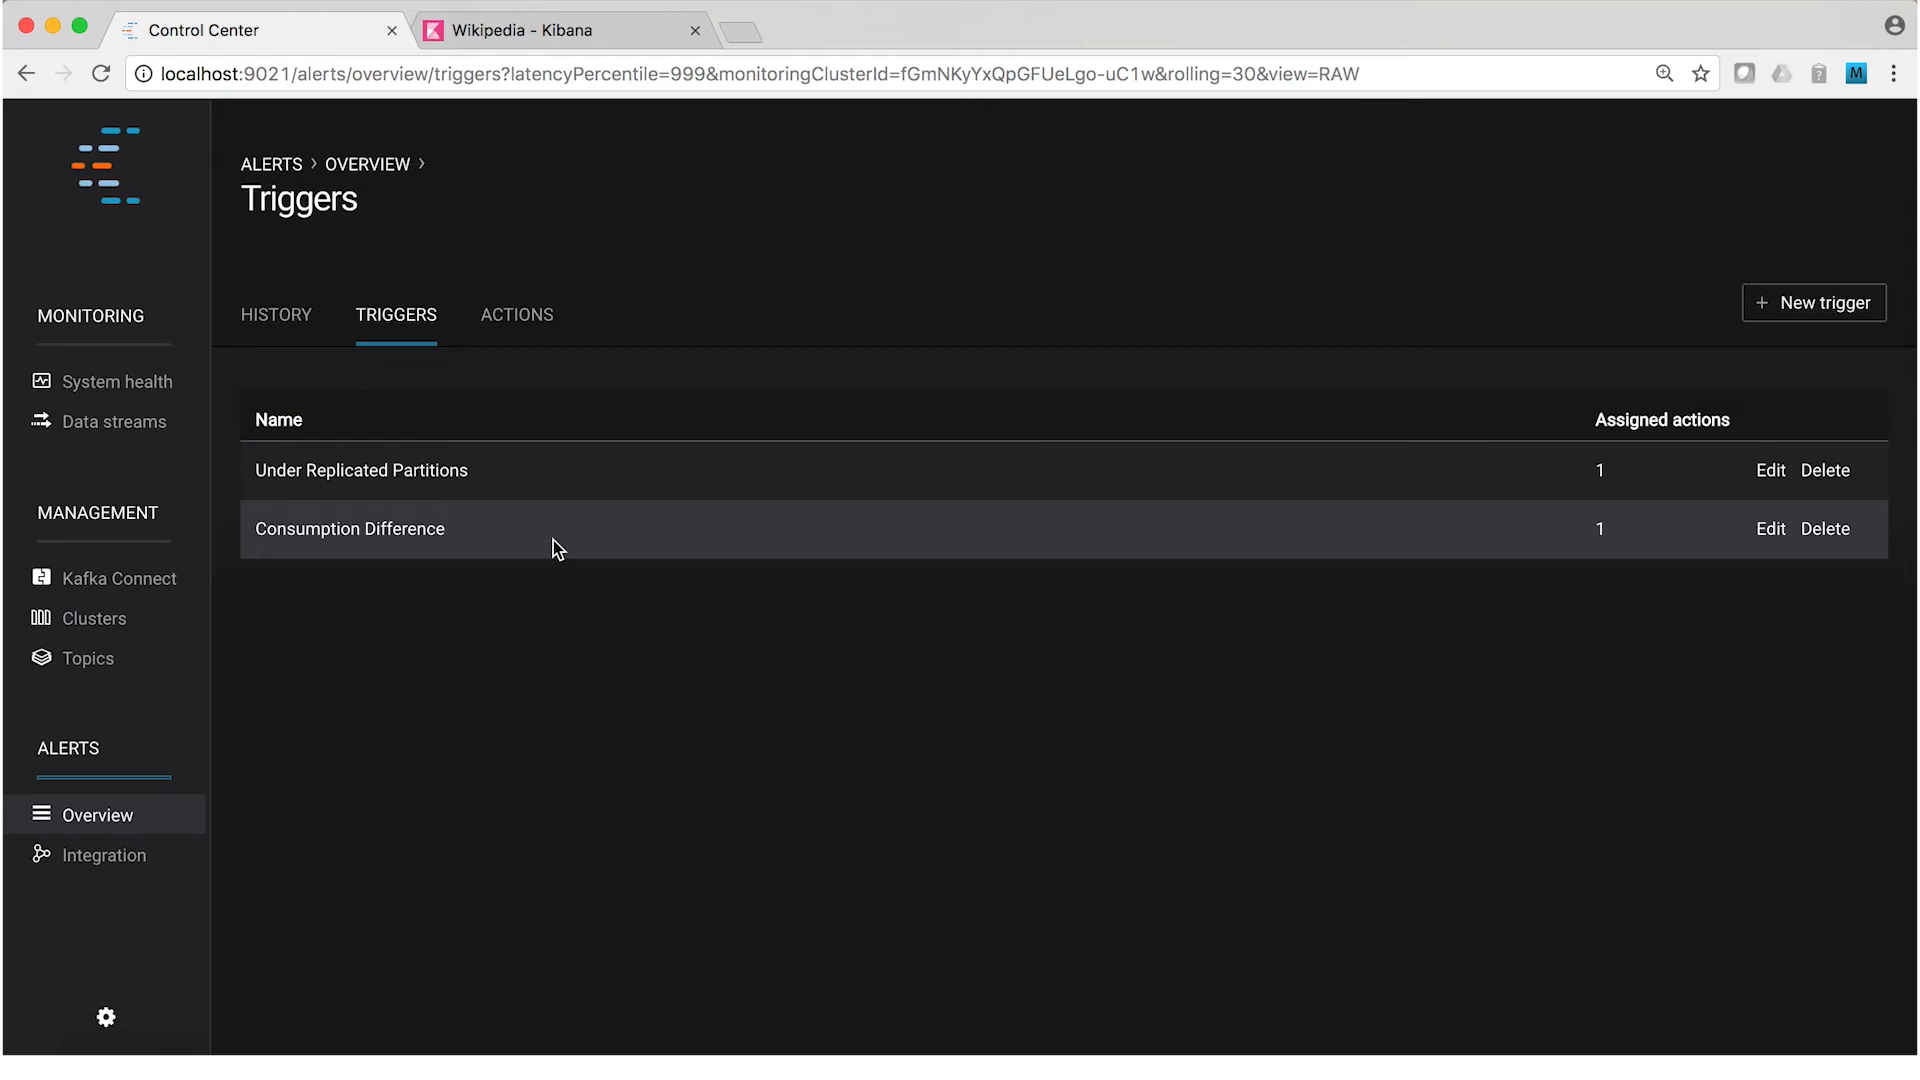 Control Center
Wikipedia - Kibana
localhost:9021/alerts/overview/triggers?latencyPercentile=999&monitoringClusterId=fGmNKyYxQpGFUeLgo-uC1w&rolling=30&view=RAW
M
ALERTS › OVERVIEW ›
Triggers
HISTORY TRIGGERS ACTIONS
+ New trigger
MONITORING
System health
Data streams
MANAGEMENT
Kafka Connect
Clusters
Topics
ALERTS
Overview
Integration
Name Assigned actions
Under Replicated Partitions 1 Edit Delete
Consumption Difference 1 Edit Delete